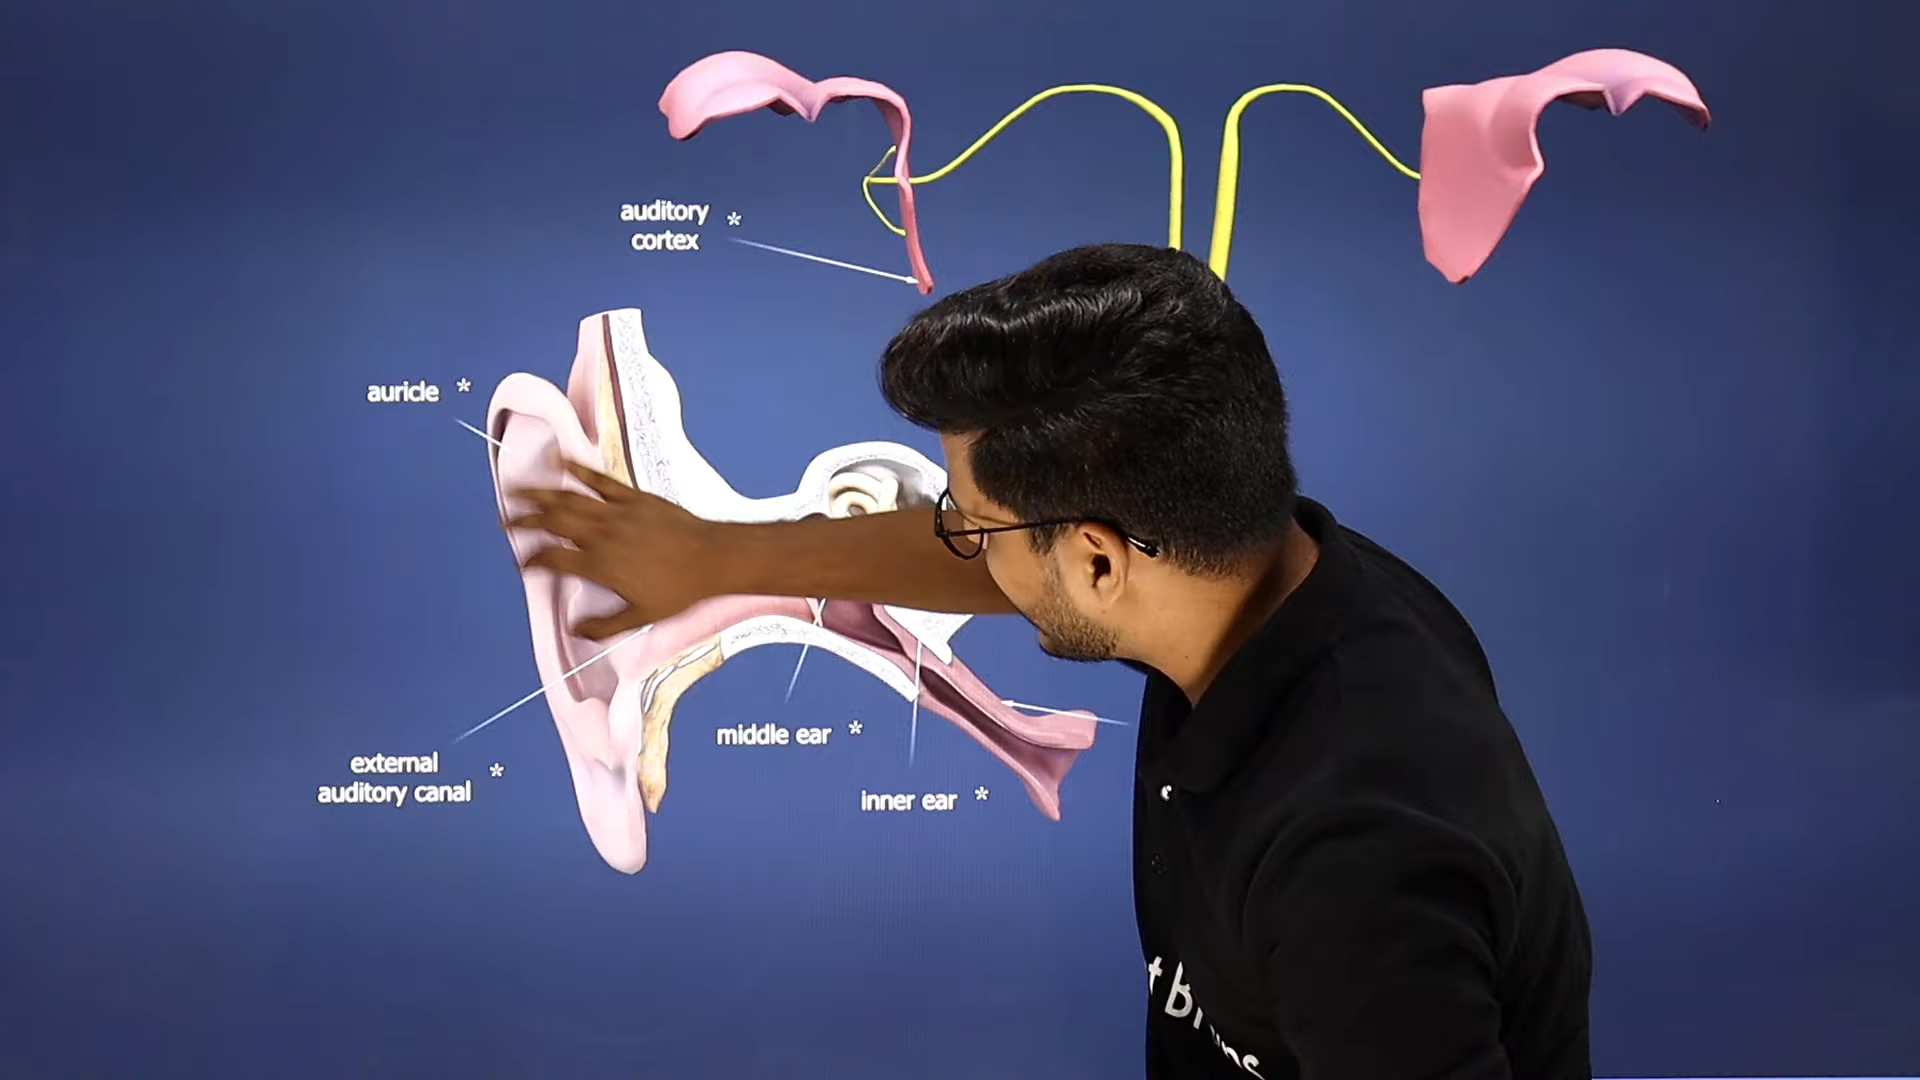 auditory *
cortex
auricle *
external
auditory canal *
middle ear *
inner ear *